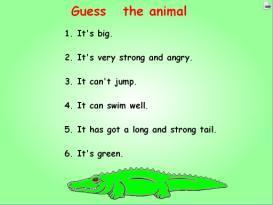 Guess the animal
1. It's big.
2. It's very strong and angry.
3. It can't jump.
4. It can swim well.
5. It has got a long and strong tail.
6. It's green.